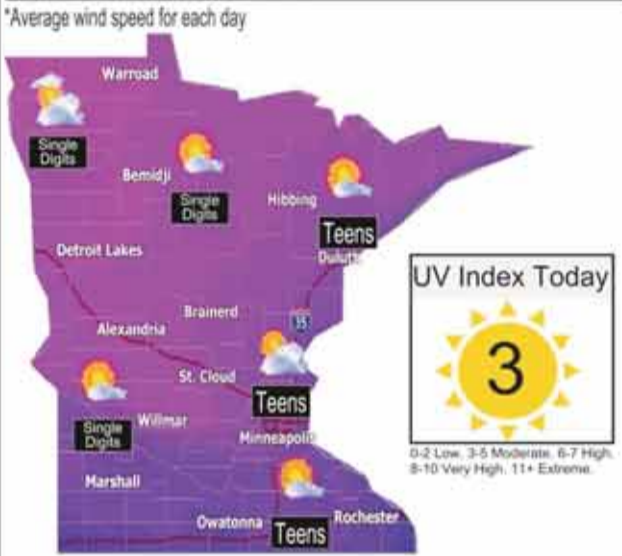 *Average wind speed for each day
Warroad
Single
Digits
Bemidji
Single
Digits
Hibbing
Teens
Duluth
Detroit Lakes
UV Index Today
3
0-2 Low. 3-5 Moderate. 6-7 High.
8-10 Very High. 11+ Extreme.
Brainerd
35
Alexandria
St. Cloud
Teens
Single
Digits
Willmar
Minneapolis
Marshall
Owatonna
Teens
Rochester